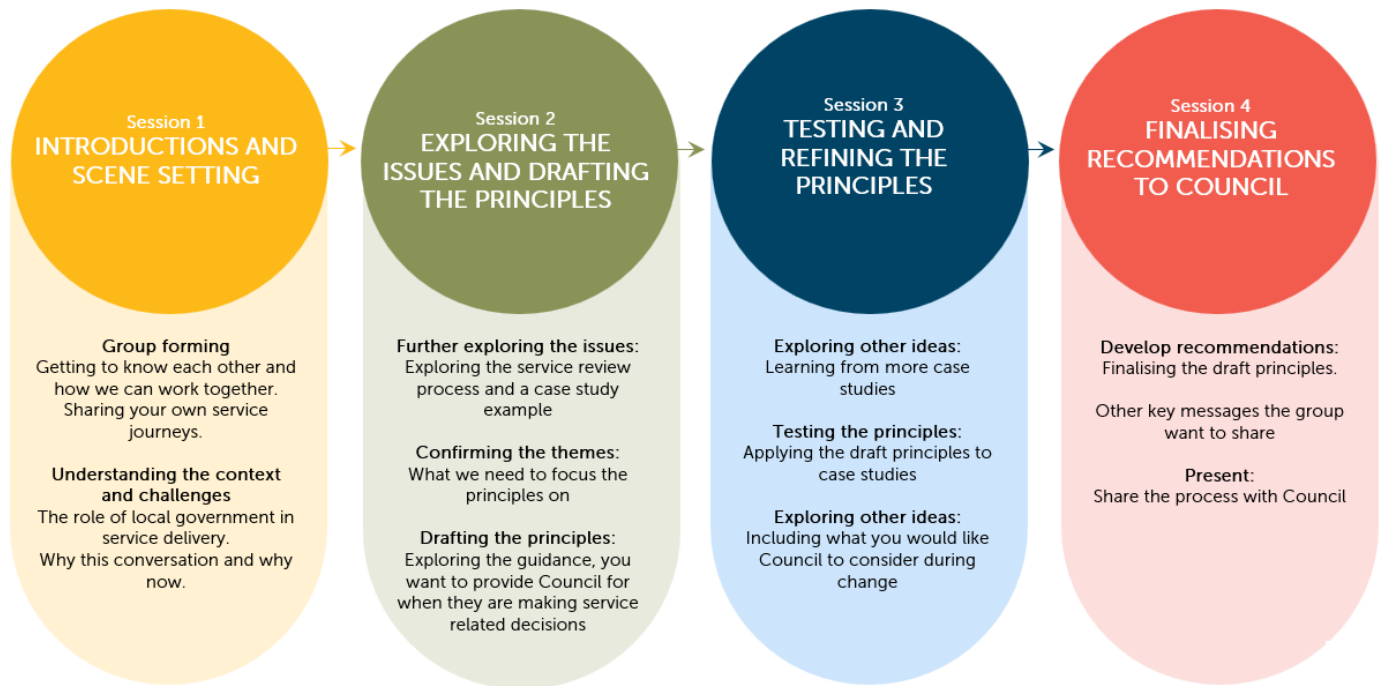 Session 1
INTRODUCTIONS AND
SCENE SETTING
Group forming
Getting to know each other and
how we can work together.
Sharing your own service
journeys.
Understanding the context
and challenges
The role of local government in
service delivery.
Why this conversation and why
now.
Session 2
EXPLORING THE
ISSUES AND DRAFTING
THE PRINCIPLES
Further exploring the issues:
Exploring the service review
process and a case study
example
Confirming the themes:
What we need to focus the
principles on
Drafting the principles:
Exploring the guidance, you
want to provide Council for
when they are making service
related decisions
Session 3
TESTING AND
REFINING THE
PRINCIPLES
Exploring other ideas:
Learning from more case
studies
Testing the principles:
Applying the draft principles to
case studies
Exploring other ideas:
Including what you would like
Council to consider during
change
Session 4
FINALISING
RECOMMENDATIONS
TO COUNCIL
Develop recommendations:
Finalising the draft principles.
Other key messages the group
want to share
Present:
Share the process with Council